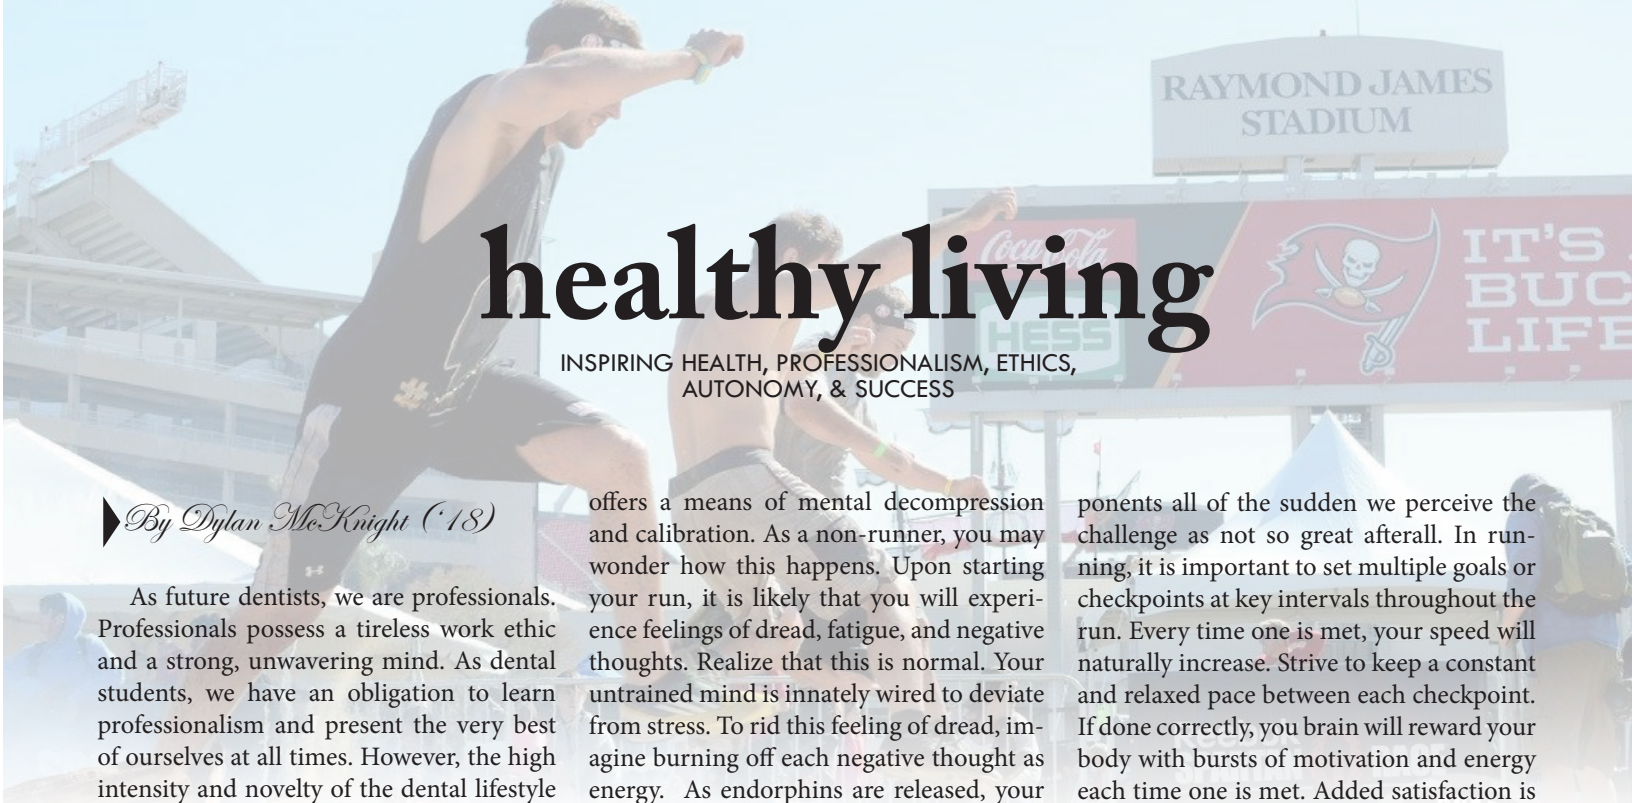 RAYMOND JAMES
STADIUM
Coca-Cola
HESS
IT'S
BUC
LIFE
healthy living
INSPIRING HEALTH, PROFESSIONALISM, ETHICS,
AUTONOMY, & SUCCESS
By Dylan McKnight ('18)
As future dentists, we are professionals.
Professionals possess a tireless work ethic
and a strong, unwavering mind. As dental
students, we have an obligation to learn
professionalism and present the very best
of ourselves at all times. However, the high
intensity and novelty of the dental lifestyle
offers a means of mental decompression
and calibration. As a non-runner, you may
wonder how this happens. Upon starting
your run, it is likely that you will experi-
ence feelings of dread, fatigue, and negative
thoughts. Realize that this is normal. Your
untrained mind is innately wired to deviate
from stress. To rid this feeling of dread, im-
agine burning off each negative thought as
energy. As endorphins are released, your
ponents all of the sudden we perceive the
challenge as not so great afterall. In run-
ning, it is important to set multiple goals or
checkpoints at key intervals throughout the
run. Every time one is met, your speed will
naturally increase. Strive to keep a constant
and relaxed pace between each checkpoint.
If done correctly, you brain will reward your
body with bursts of motivation and energy
each time one is met. Added satisfaction is